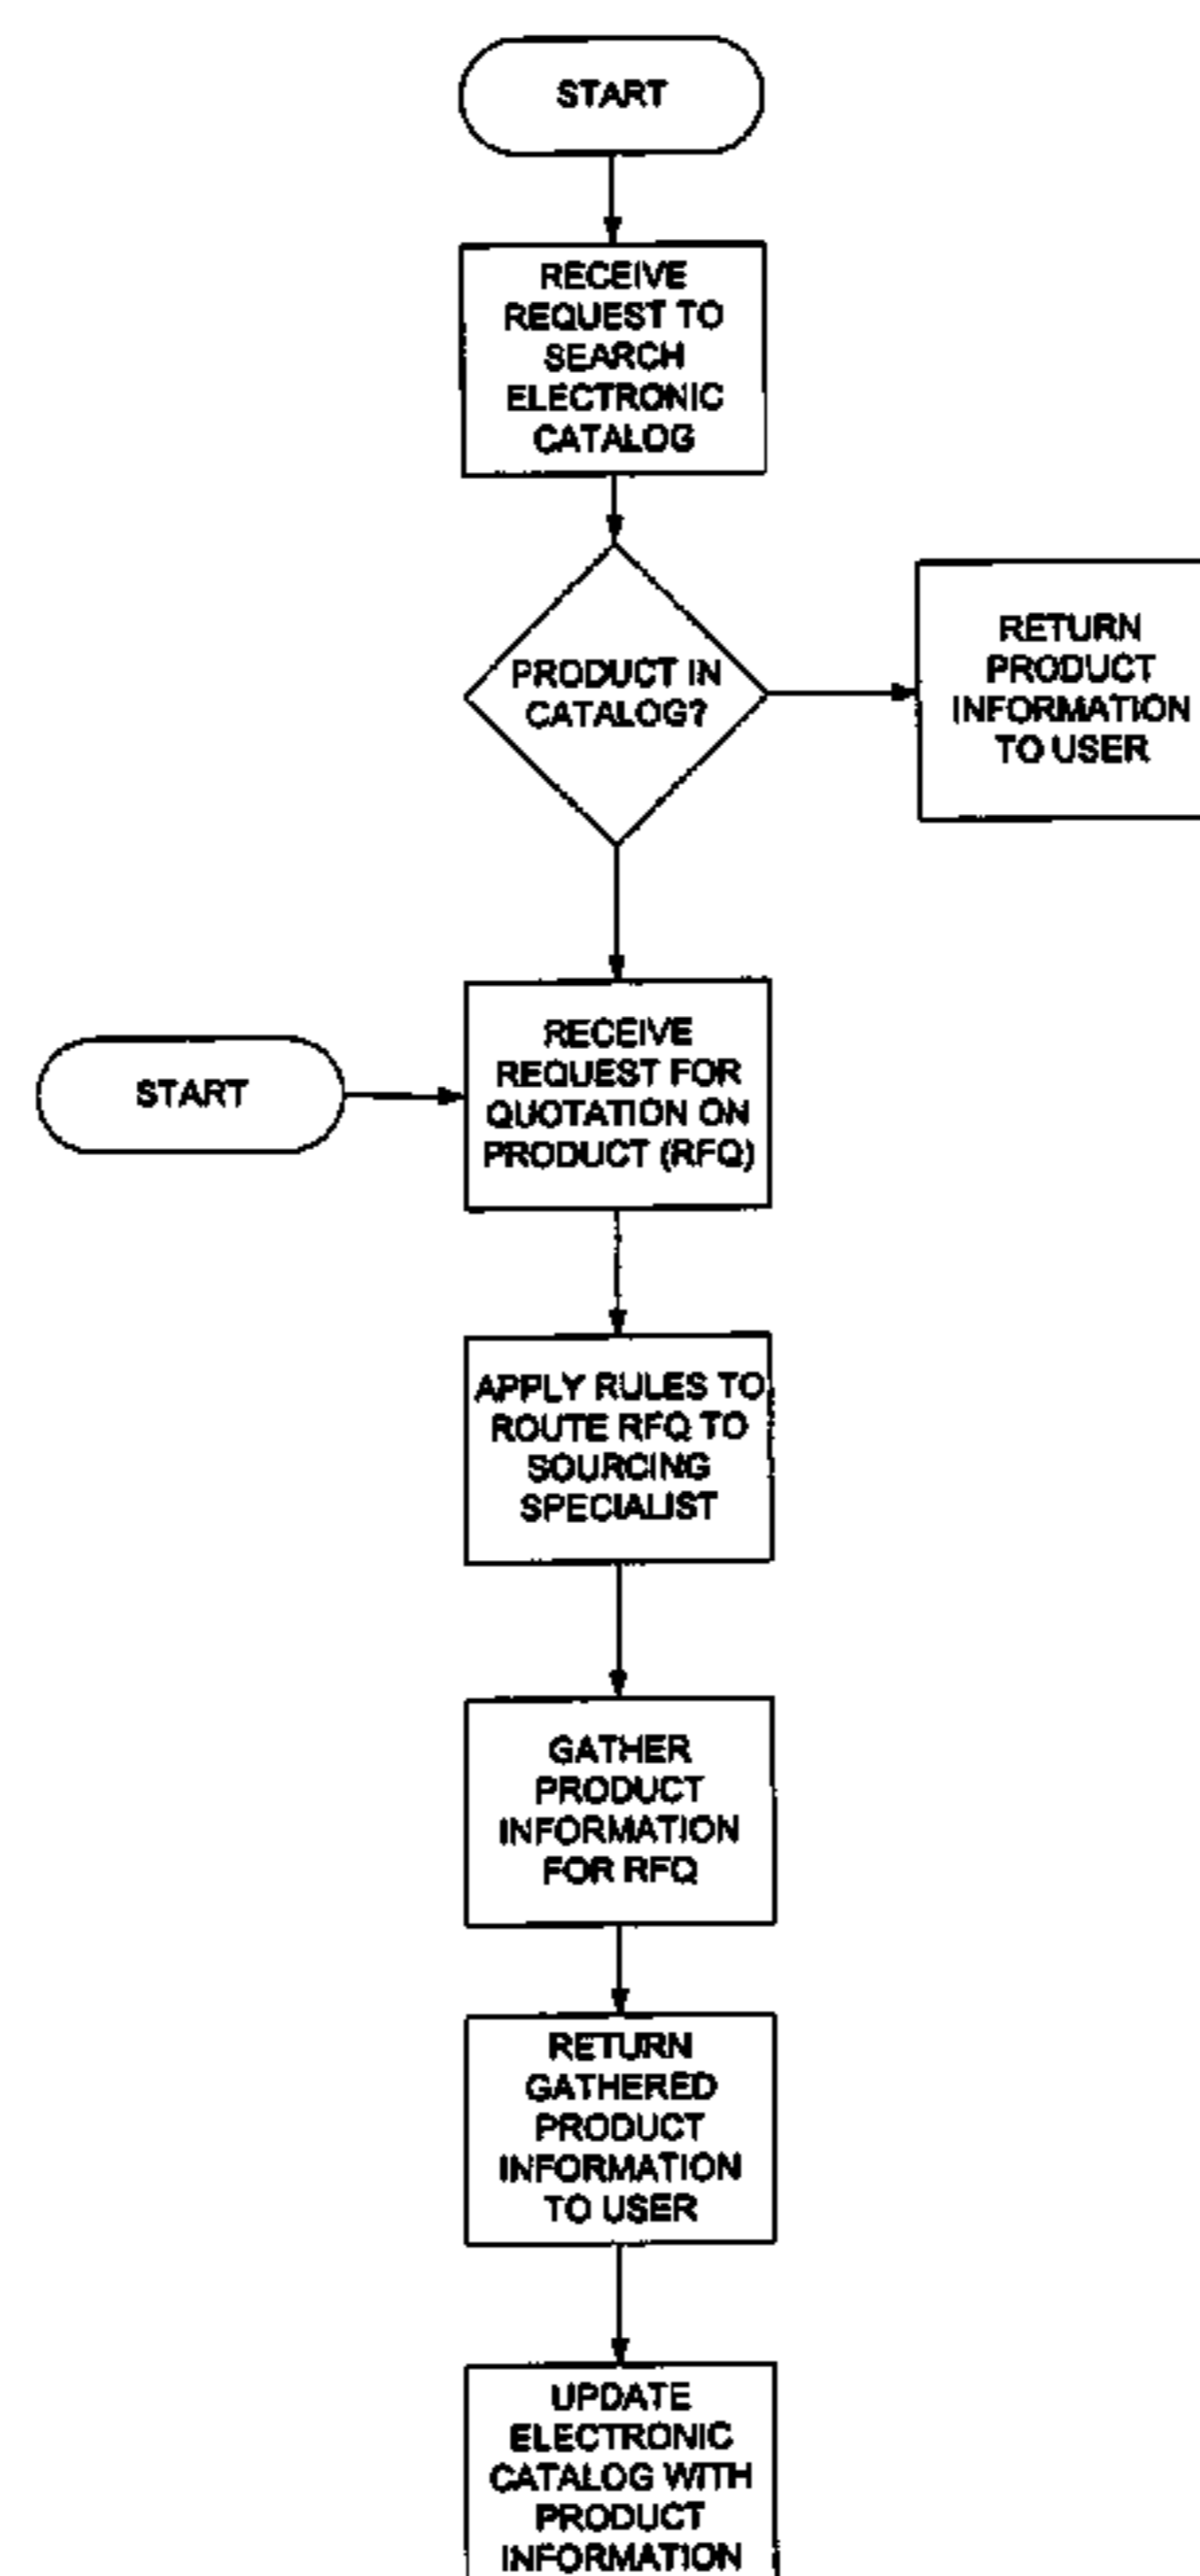 START
RECEIVE
REQUEST TO
SEARCH
ELECTRONIC
CATALOG
PRODUCT IN
CATALOG?
RETURN
PRODUCT
INFORMATION
TO USER
START
RECEIVE
REQUEST FOR
QUOTATION ON
PRODUCT (RFQ)
APPLY RULES TO
ROUTE RFQ TO
SOURCING
SPECIALIST
GATHER
PRODUCT
INFORMATION
FOR RFQ
RETURN
GATHERED
PRODUCT
INFORMATION
TO USER
UPDATE
ELECTRONIC
CATALOG WITH
PRODUCT
INFORMATION